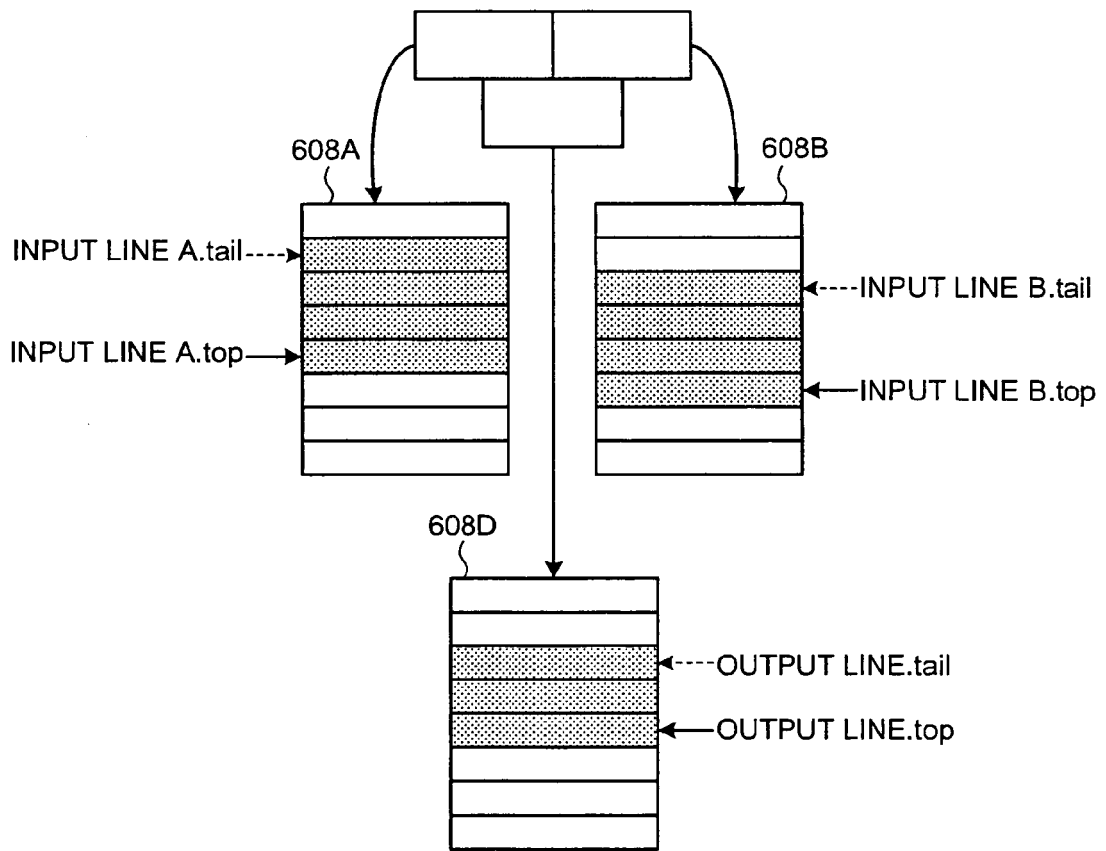 608A
608B
INPUT LINE A.tail
INPUT LINE B.tail
INPUT LINE A.top
INPUT LINE B.top
608D
OUTPUT LINE.tail
OUTPUT LINE.top